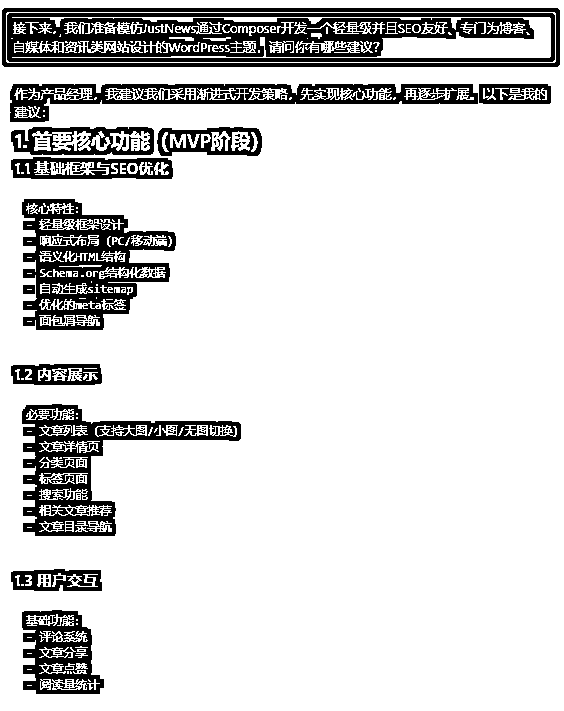 接下来，我们准备模仿JustNews通过Composer开发一个轻量级并且SEO友好、专门为博客、
自媒体和资讯类网站设计的WordPress主题，请问你有哪些建议？
作为产品经理，我建议我们采用渐进式开发策略，先实现核心功能，再逐步扩展。以下是我的
建议：
1. 首要核心功能（MVP阶段）
1.1 基础框架与SEO优化
核心特性：
- 轻量级框架设计
- 响应式布局（PC/移动端）
- 语义化HTML结构
- Schema.org结构化数据
- 自动生成sitemap
- 优化的meta标签
- 面包屑导航
1.2 内容展示
必要功能：
- 文章列表（支持大图/小图/无图切换）
- 文章详情页
- 分类页面
- 标签页面
- 搜索功能
- 相关文章推荐
- 文章目录导航
1.3 用户交互
基础功能：
- 评论系统
- 文章分享
- 文章点赞
- 阅读量统计